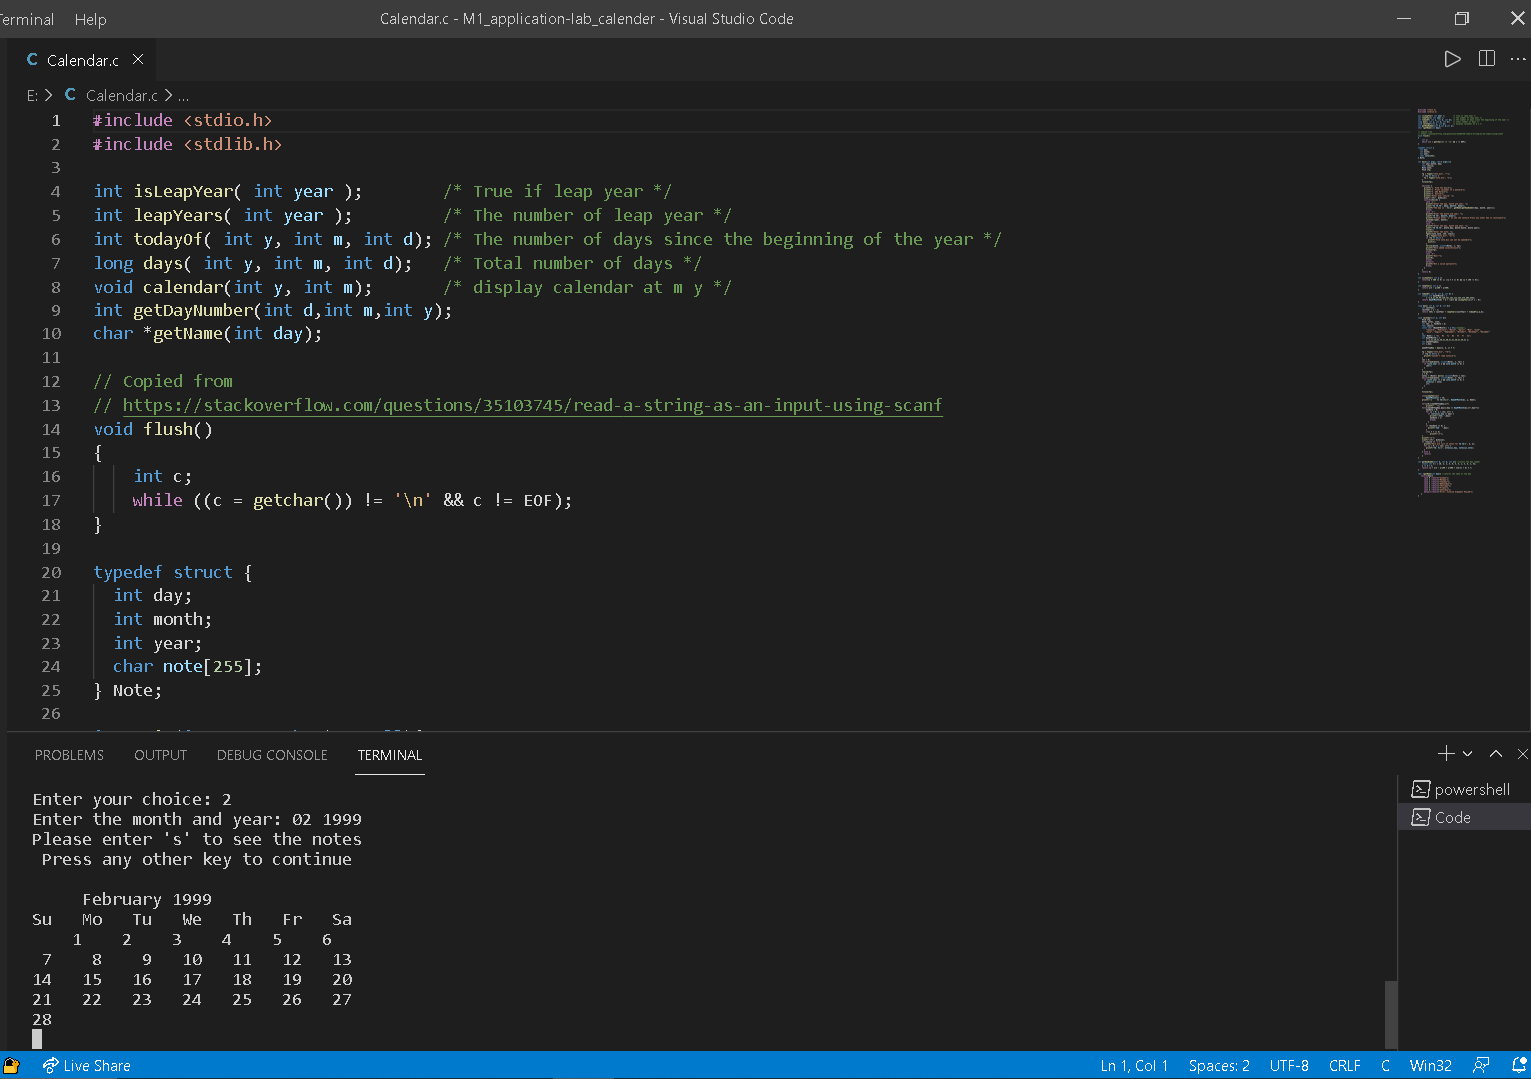 Terminal Help Calendar.c - M1_application-lab_calender - Visual Studio Code
C Calendar.c
E: > C Calendar.c > ...
1 #include <stdio.h>
2 #include <stdlib.h>
3
4 int isLeapYear( int year ); /* True if leap year */
5 int leapYears( int year ); /* The number of leap year */
6 int todayOf( int y, int m, int d); /* The number of days since the beginning of the year */
7 long days( int y, int m, int d); /* Total number of days */
8 void calendar(int y, int m); /* display calendar at m y */
9 int getDayNumber(int d,int m,int y);
10 char *getName(int day);
11
12 // Copied from
13 // https://stackoverflow.com/questions/35103745/read-a-string-as-an-input-using-scanf
14 void flush()
15 {
16 int c;
17 while ((c = getchar()) != '\n' && c != EOF);
18 }
19
20 typedef struct {
21 int day;
22 int month;
23 int year;
24 char note[255];
25 } Note;
26
PROBLEMS OUTPUT DEBUG CONSOLE TERMINAL
powershell
Code
Enter your choice: 2
Enter the month and year: 02 1999
Please enter 's' to see the notes
Press any other key to continue
February 1999
Su Mo Tu We Th Fr Sa
1 2 3 4 5 6
7 8 9 10 11 12 13
14 15 16 17 18 19 20
21 22 23 24 25 26 27
28
Live Share Ln 1, Col 1 Spaces: 2 UTF-8 CRLF C Win32